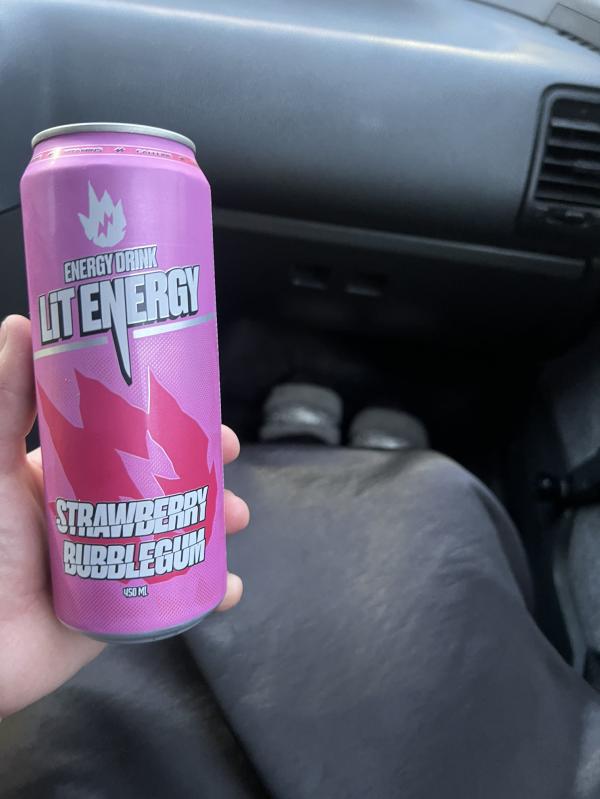 ENERGY DRINK
LIT ENERGY
STRAWBERRY
BUBBLEGUM
450 ML